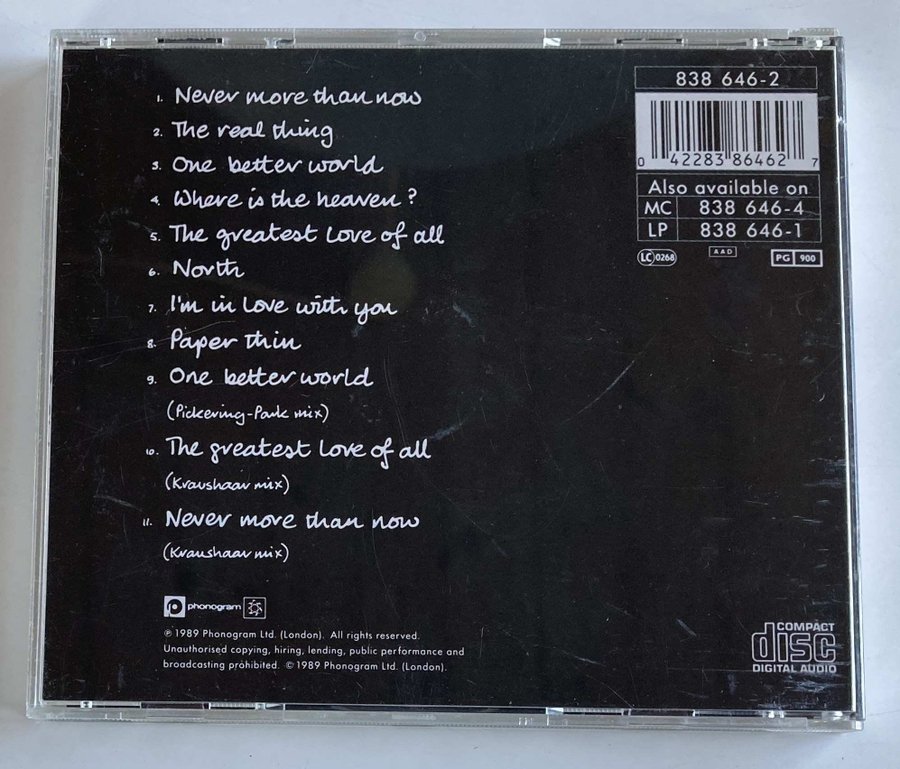 1. Never more than now
2. The real thing
3. One better world
4. Where is the heaven?
5. The greatest love of all
6. North
7. I'm in love with you
8. Paper thin
9. One better world
(Pickering-Park mix)
10. The greatest love of all
(Kraushaar mix)
11. Never more than now
(Kraushaar mix)
838 646-2
0 42283 86462 7
Also available on
MC 838 646-4
LP 838 646-1
LC 0268 AAD PG 900
phonogram
℗ 1989 Phonogram Ltd. (London). All rights reserved.
Unauthorised copying, hiring, lending, public performance and
broadcasting prohibited. © 1989 Phonogram Ltd. (London).
COMPACT
disc
DIGITAL AUDIO